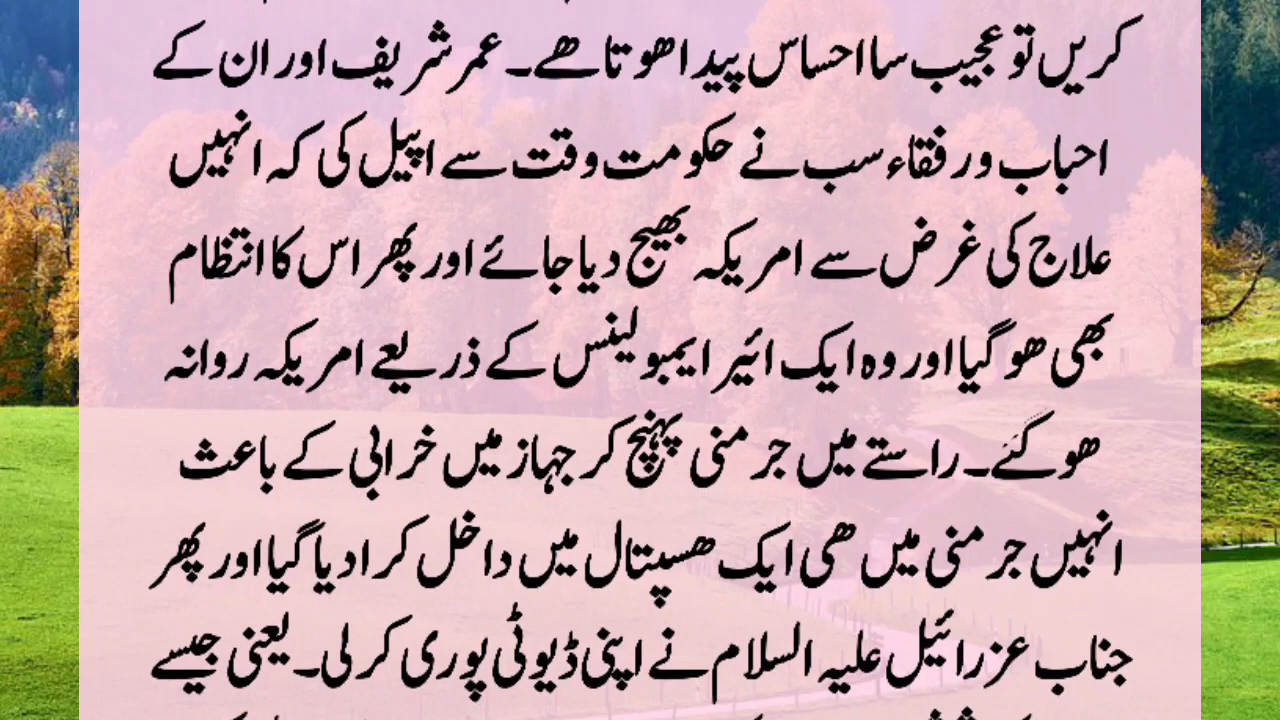 کریں تو عجیب سا احساس پیدا ھوتا ھے۔ عمر شریف اور ان کے
احباب ور فقاء سب نے حکومت وقت سے اپیل کی کہ انہیں
علاج کی غرض سے امریکہ بھیج دیا جائے اور پھر اس کا انتظام
بھی ھو گیا اور وہ ایک ائیر ایمبولینس کے ذریعے امریکہ روانہ
ھو گئے۔ راستے میں جرمنی پہنچ کر جہاز میں خرابی کے باعث
انہیں جرمنی میں ھی ایک ھسپتال میں داخل کرا دیا گیا اور پھر
جناب عزرائیل علیہ السلام نے اپنی ڈیوٹی پوری کر لی۔ یعنی جیسے